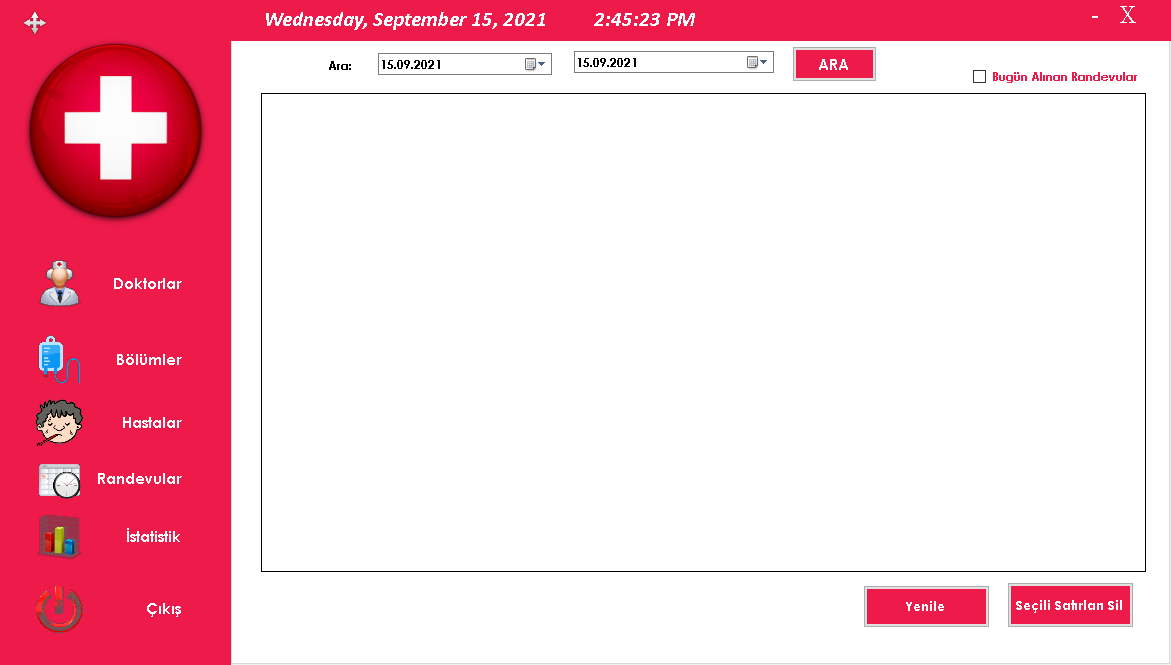 Wednesday, September 15, 2021 2:45:23 PM - X
Ara: 15.09.2021 15.09.2021 ARA
Bugün Alınan Randevular
Doktorlar
Bölümler
Hastalar
Randevular
İstatistik
Çıkış
Yenile
Seçili Satırları Sil